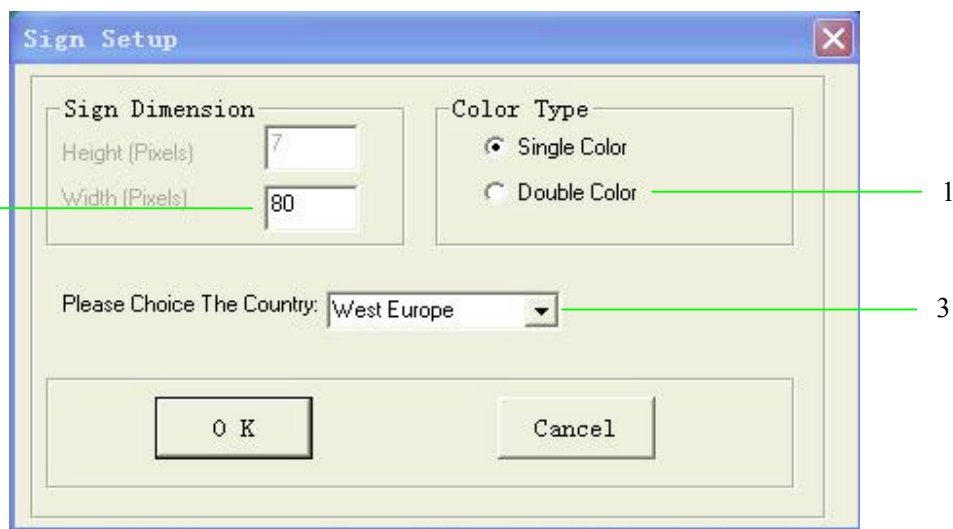 Sign Setup
Sign Dimension
Height (Pixels) 7
Width (Pixels) 80
Color Type
Single Color
Double Color 1
Please Choice The Country: West Europe 3
O K
Cancel